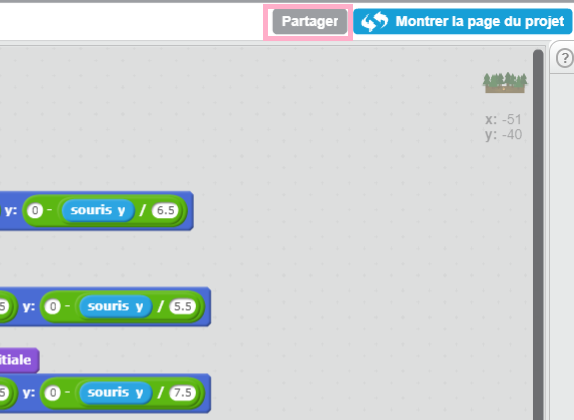 Partager Montrer la page du projet
?
x: -51
y: -40
y: 0 - souris y / 6.5
5 y: 0 - souris y / 5.5
itiale
5 y: 0 - souris y / 7.5